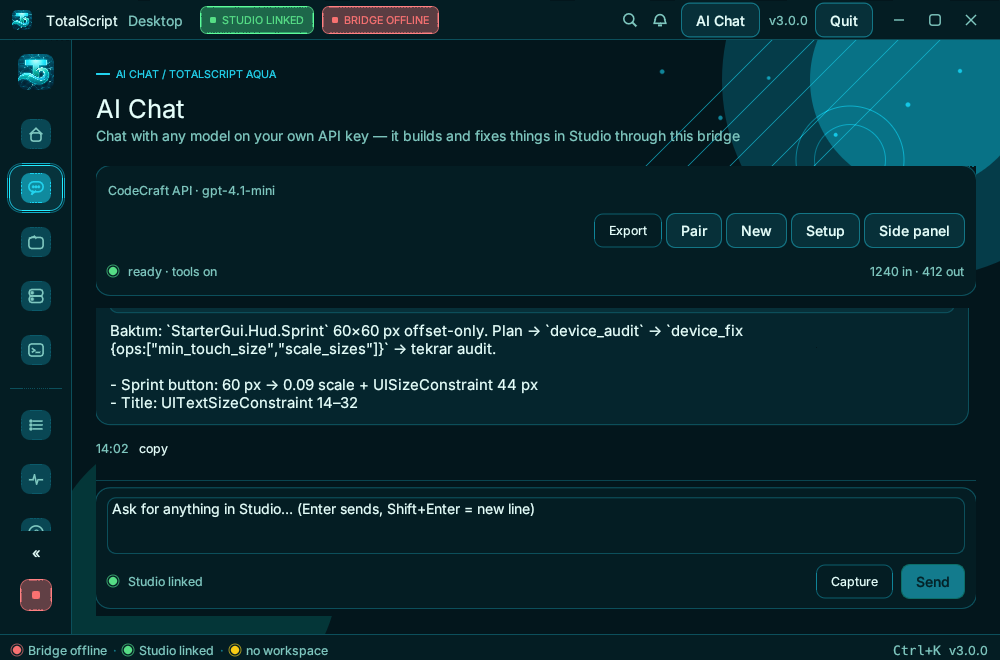 TotalScript Desktop STUDIO LINKED BRIDGE OFFLINE AI Chat v3.0.0 Quit
AI CHAT / TOTALSCRIPT AQUA
AI Chat
Chat with any model on your own API key — it builds and fixes things in Studio through this bridge
CodeCraft API · gpt-4.1-mini
Export Pair New Setup Side panel
ready · tools on 1240 in · 412 out
Baktım: `StarterGui.Hud.Sprint` 60×60 px offset-only. Plan → `device_audit` → `device_fix
{ops:["min_touch_size","scale_sizes"]}` → tekrar audit.
- Sprint button: 60 px → 0.09 scale + UISizeConstraint 44 px
- Title: UITextSizeConstraint 14–32
14:02 copy
Ask for anything in Studio... (Enter sends, Shift+Enter = new line)
Studio linked Capture Send
«
Bridge offline · Studio linked · no workspace Ctrl+K v3.0.0